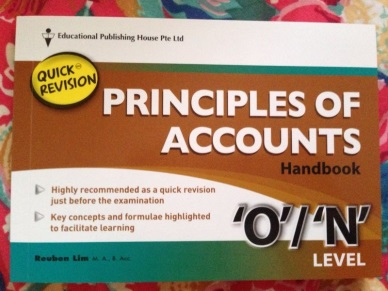 Educational Publishing House Pte Ltd
QUICK
REVISION
PRINCIPLES OF
ACCOUNTS
Handbook
Highly recommended as a quick revision
just before the examination
Key concepts and formulae highlighted
to facilitate learning
'O'/'N'
LEVEL
Reuben Lim M. A., B. Acc